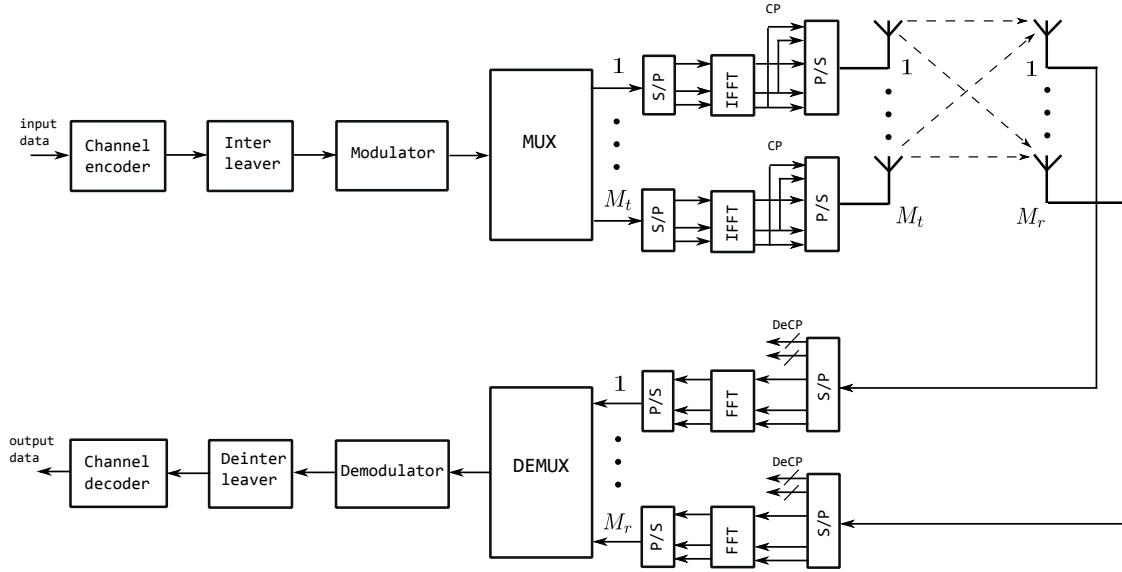 CP
1
S/P
IFFT
P/S
1
1
input
data
Channel
encoder
Inter
leaver
Modulator
MUX
CP
M_t
S/P
IFFT
P/S
M_t
M_r
DeCP
1
P/S
FFT
S/P
output
data
Channel
decoder
Deinter
leaver
Demodulator
DEMUX
DeCP
M_r
P/S
FFT
S/P